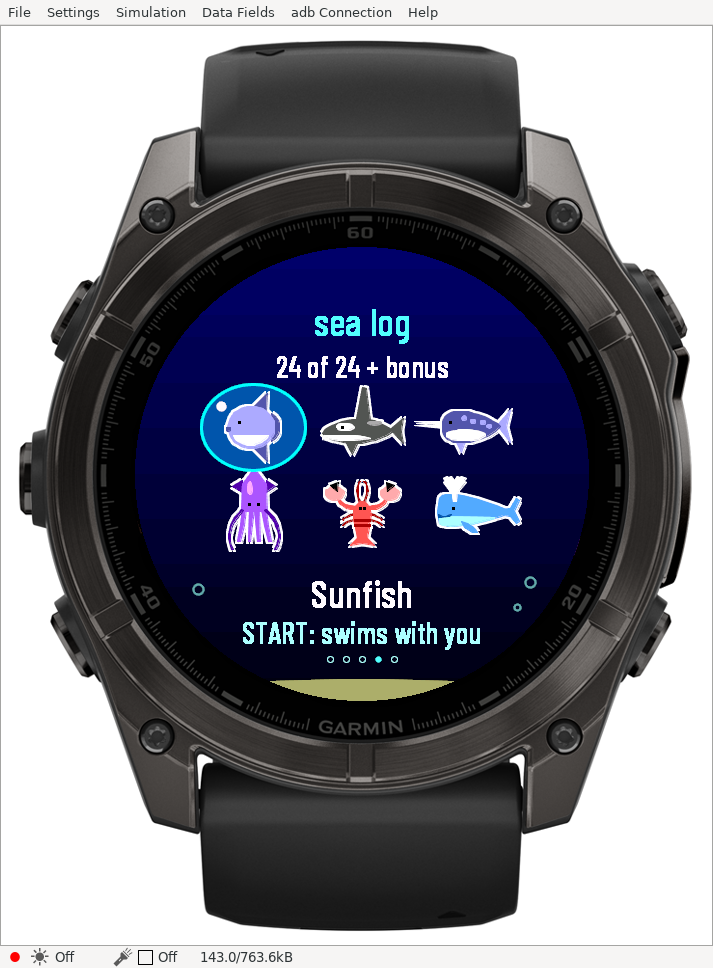 File Settings Simulation Data Fields adb Connection Help
60
50
sea log
24 of 24 + bonus
Sunfish
START: swims with you
40
20
GARMIN
Off Off 143.0/763.6kB